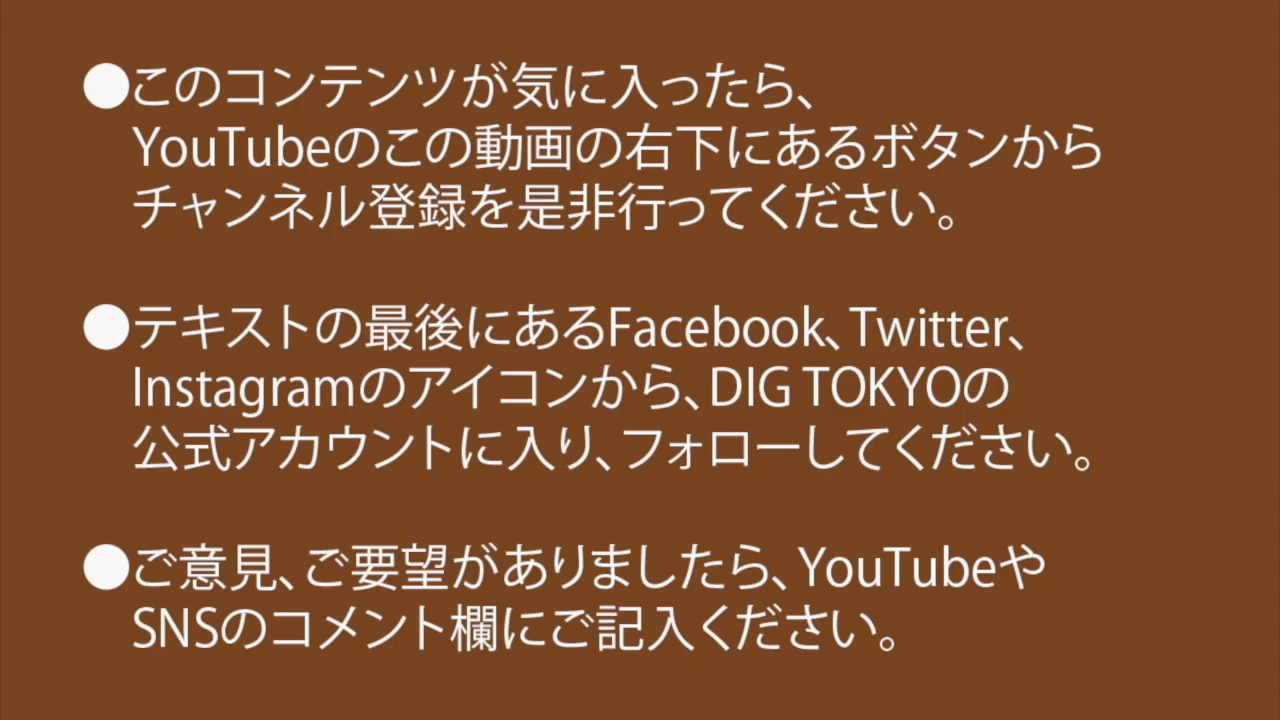 ●このコンテンツが気に入ったら、
YouTubeのこの動画の右下にあるボタンから
チャンネル登録を是非行ってください。
●テキストの最後にあるFacebook、Twitter、
Instagramのアイコンから、DIG TOKYOの
公式アカウントに入り、フォローしてください。
●ご意見、ご要望がありましたら、YouTubeや
SNSのコメント欄にご記入ください。